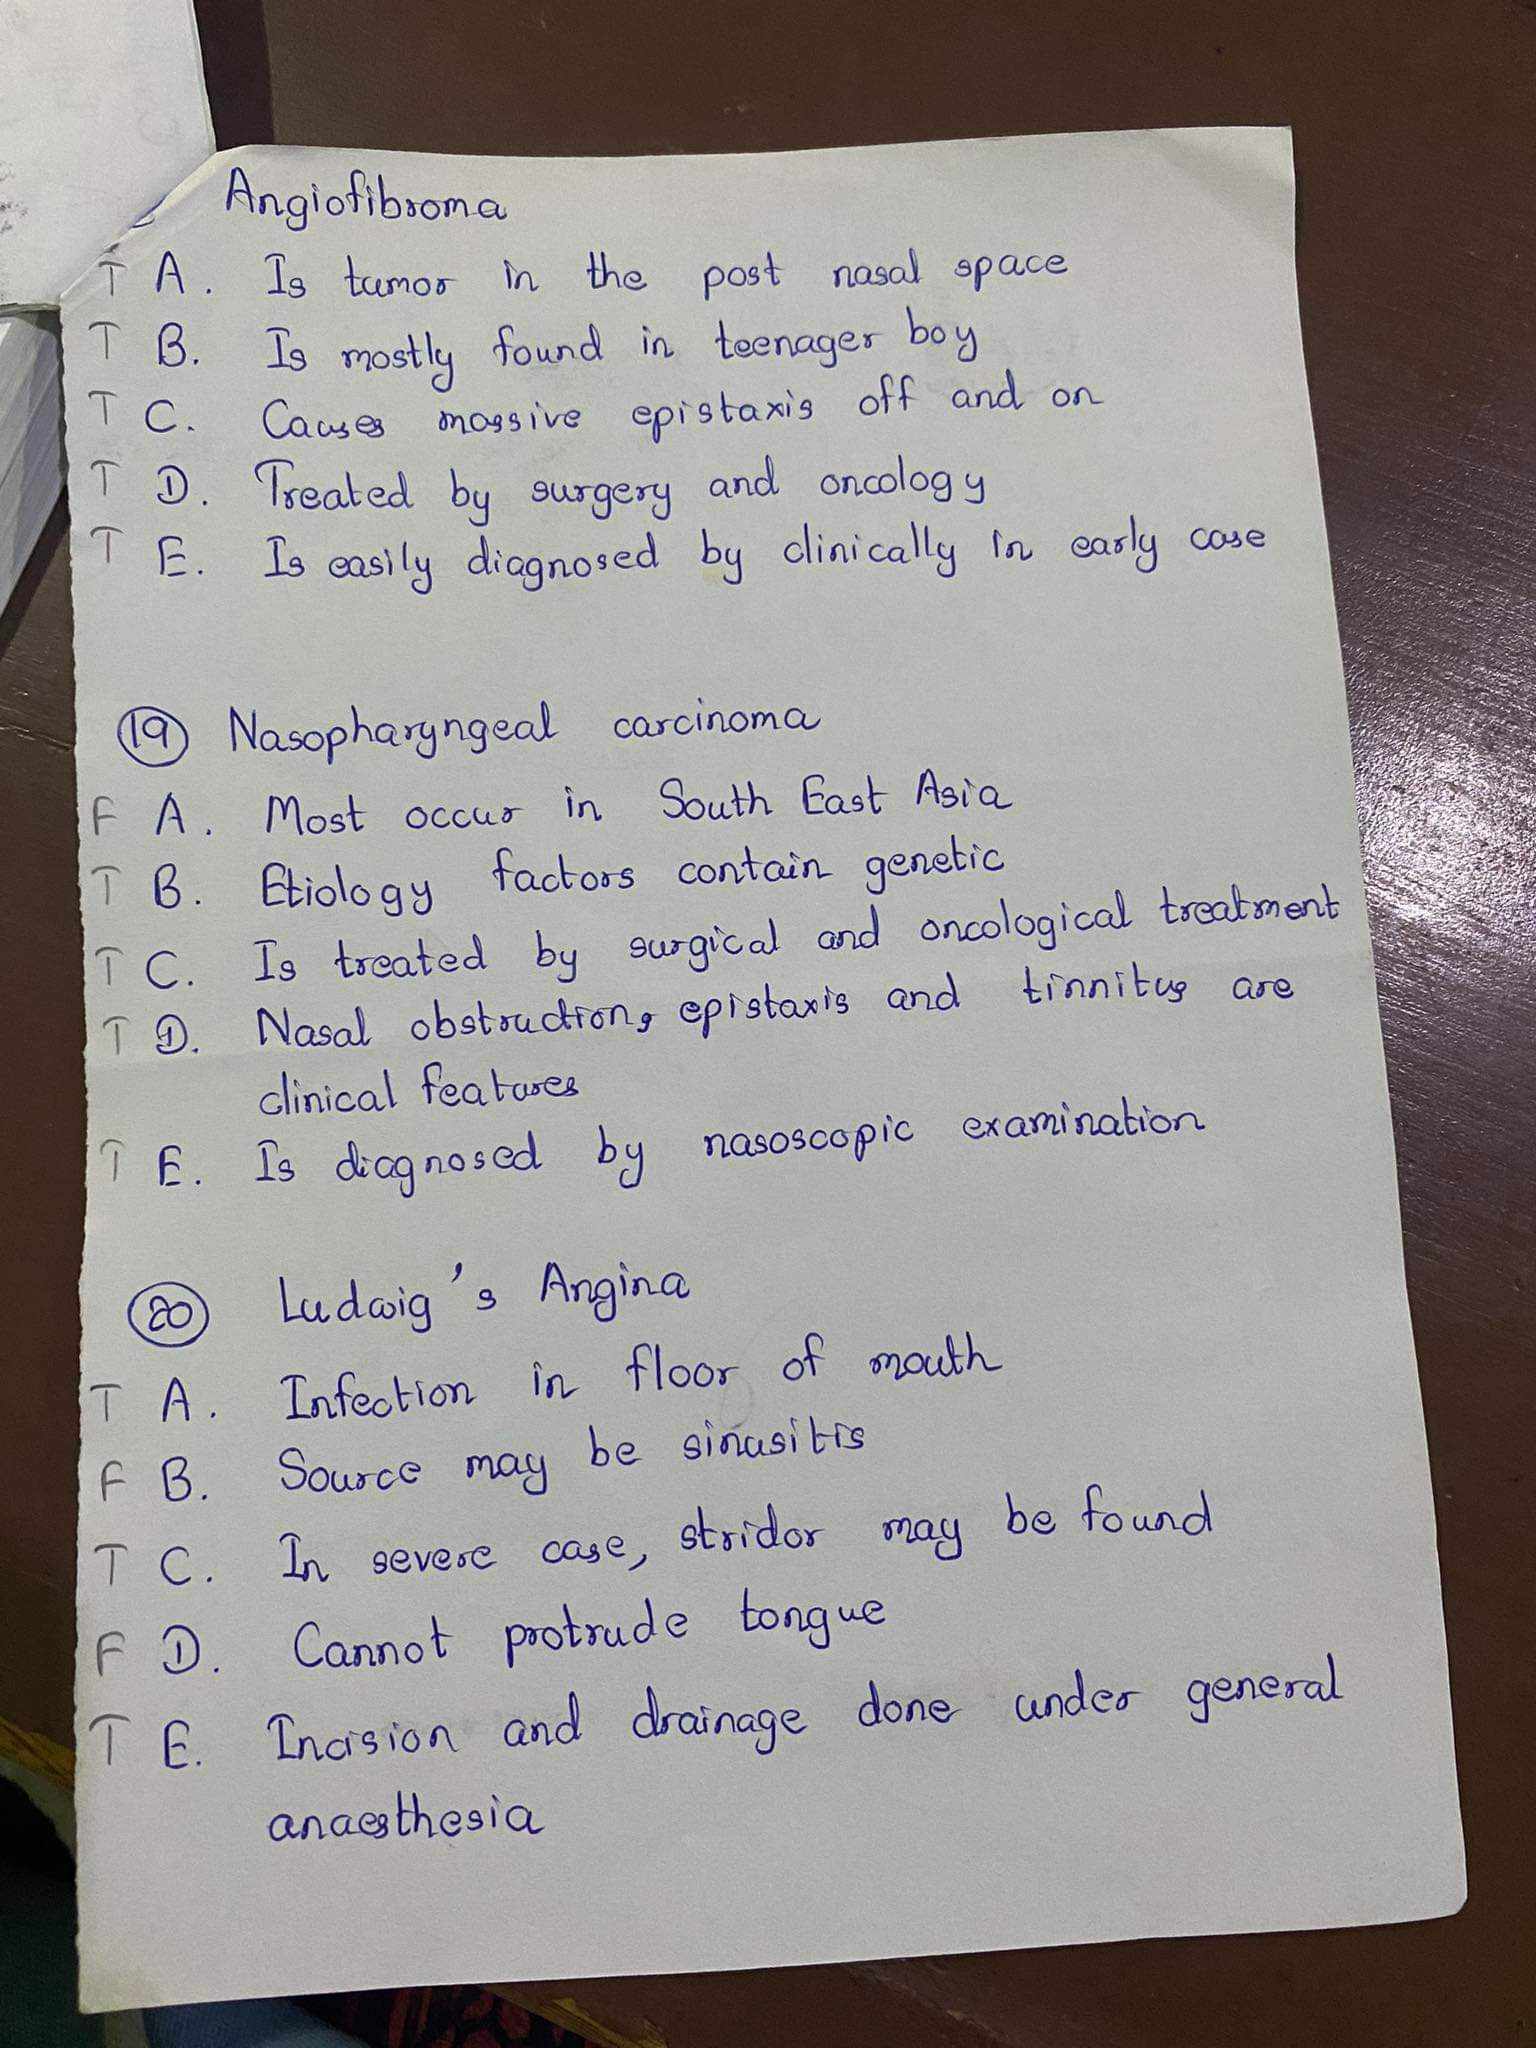 Angiofibroma
T A. Is tumor in the post nasal space
T B. Is mostly found in teenager boy
T C. Causes massive epistaxis off and on
T D. Treated by surgery and oncology
T E. Is easily diagnosed by clinically in early case
19 Nasopharyngeal carcinoma
F A. Most occur in South East Asia
T B. Etiology factors contain genetic
T C. Is treated by surgical and oncological treatment
T D. Nasal obstruction, epistaxis and tinnitus are
clinical features
T E. Is diagnosed by nasoscopic examination
20 Ludwig's Angina
T A. Infection in floor of mouth
F B. Source may be sinusitis
T C. In severe case, stridor may be found
F D. Cannot protrude tongue
T E. Incision and drainage done under general
anaesthesia